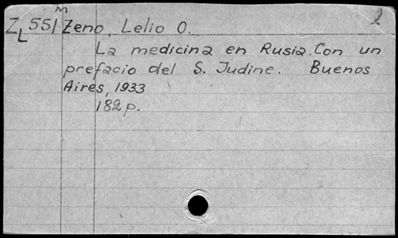 M 2
ZL551 Zeno, Lelio O.
La medicina en Rusia. Con un
prefacio del S. Judine. Buenos
Aires, 1933
182 p.